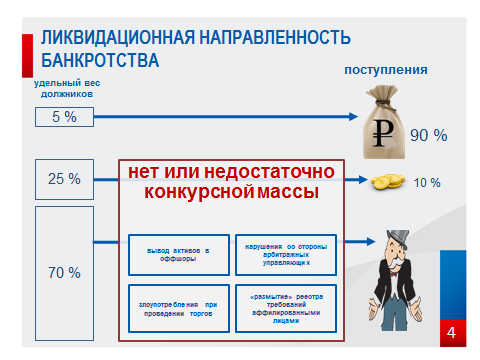 ЛИКВИДАЦИОННАЯ НАПРАВЛЕННОСТЬ
БАНКРОТСТВА
удельный вес
должников
поступления
5 %
₽
90 %
25 %
нет или недостаточно
конкурсной массы
10 %
70 %
вывод активов в
оффшоры
нарушения со стороны
арбитражных
управляющих
злоупотребления при
проведении торгов
«размытие» реестра
требований
аффилированными
лицами
4